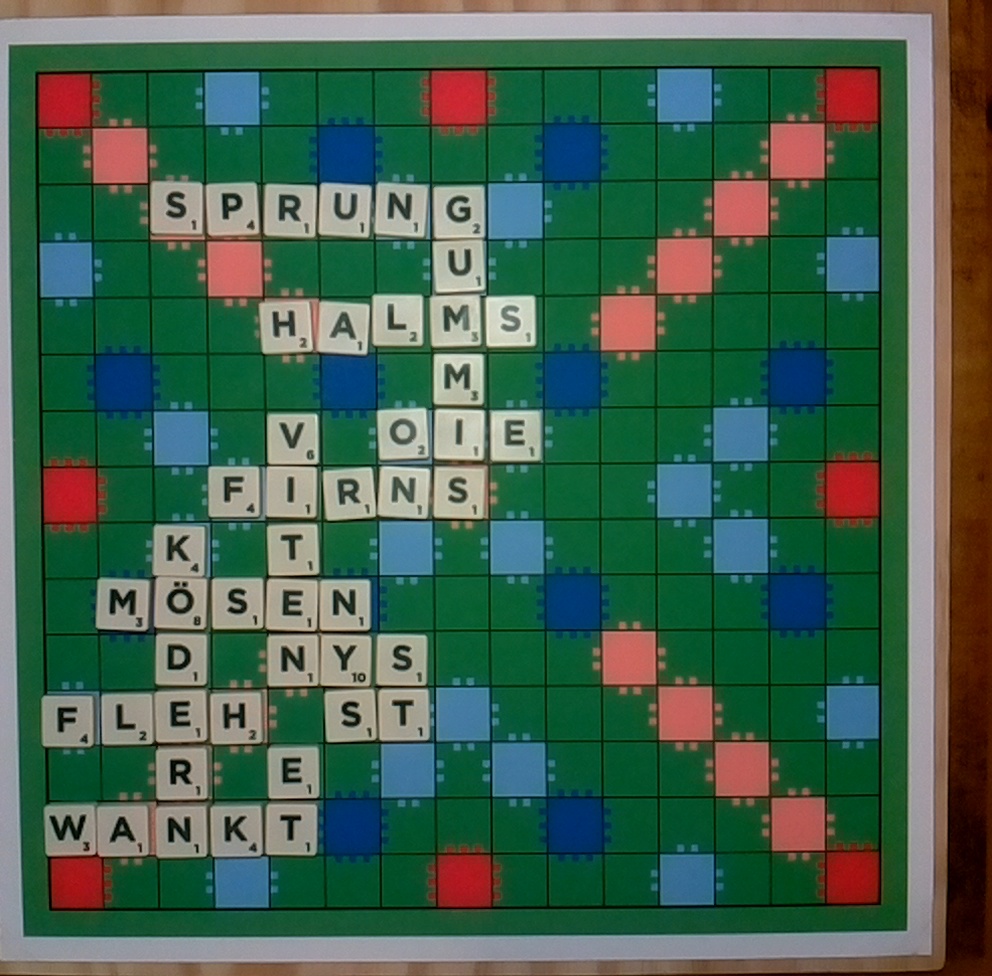 SPRUNG
U
HALMS
M
V OIE
FIRNS
K T
MÖSEN
D NYS
FLEH ST
R E
WANKT